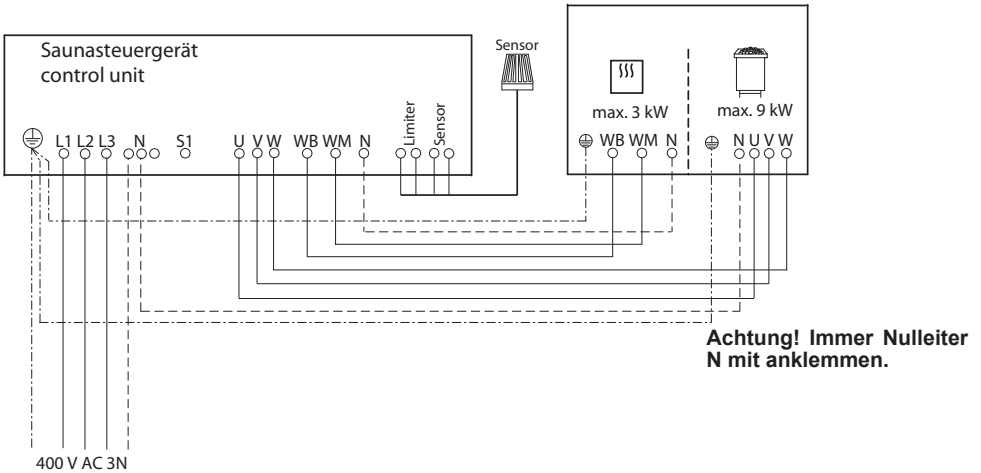 Saunasteuergerät
control unit
Sensor
max. 3 kW
max. 9 kW
L1 L2 L3 N S1 U V W WB WM N
Limiter
Sensor
WB WM N
N U V W
Achtung! Immer Nulleiter
N mit anklemmen.
400 V AC 3N